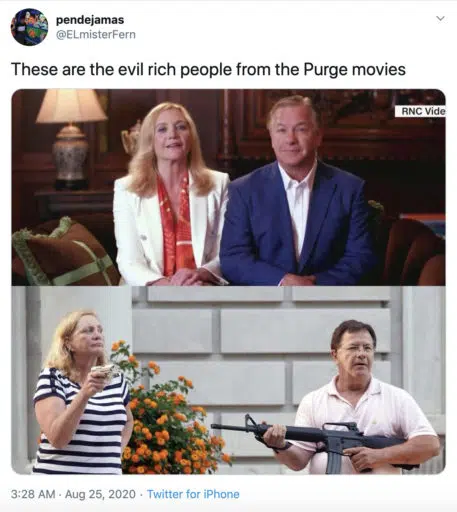 pendejamas
@ELmisterFern
These are the evil rich people from the Purge movies
RNC Vide
3:28 AM · Aug 25, 2020 · Twitter for iPhone